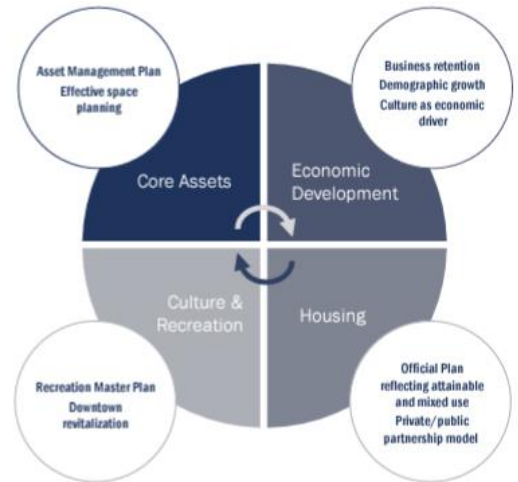 Asset Management Plan
Effective space
planning
Business retention
Demographic growth
Culture as economic
driver
Core Assets
Economic
Development
Culture &
Recreation
Housing
Recreation Master Plan
Downtown
revitalization
Official Plan
reflecting attainable
and mixed use
Private/public
partnership model